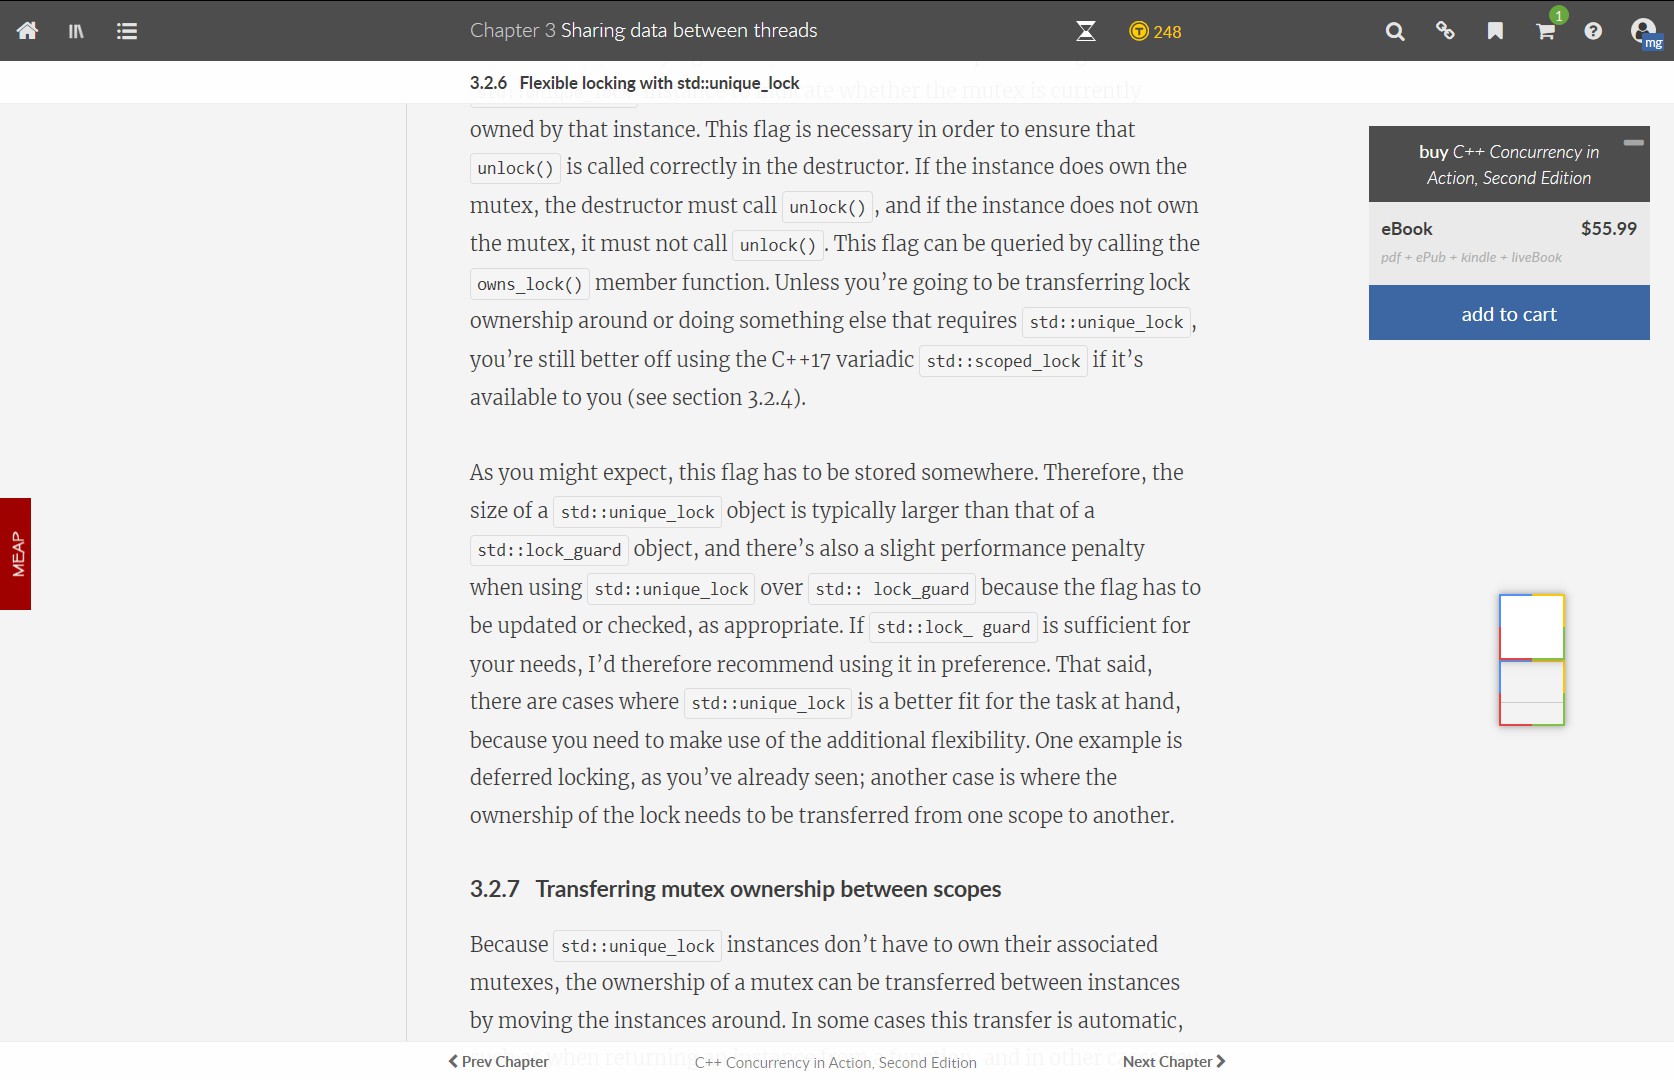 Chapter 3 Sharing data between threads
248
1
mg
3.2.6 Flexible locking with std::unique_lock
whether the mutex is currently
owned by that instance. This flag is necessary in order to ensure that
unlock() is called correctly in the destructor. If the instance does own the
mutex, the destructor must call unlock() , and if the instance does not own
the mutex, it must not call unlock() . This flag can be queried by calling the
owns_lock() member function. Unless you’re going to be transferring lock
ownership around or doing something else that requires std::unique_lock ,
you’re still better off using the C++17 variadic std::scoped_lock if it’s
available to you (see section 3.2.4).
As you might expect, this flag has to be stored somewhere. Therefore, the
size of a std::unique_lock object is typically larger than that of a
std::lock_guard object, and there’s also a slight performance penalty
when using std::unique_lock over std:: lock_guard because the flag has to
be updated or checked, as appropriate. If std::lock_ guard is sufficient for
your needs, I’d therefore recommend using it in preference. That said,
there are cases where std::unique_lock is a better fit for the task at hand,
because you need to make use of the additional flexibility. One example is
deferred locking, as you’ve already seen; another case is where the
ownership of the lock needs to be transferred from one scope to another.
3.2.7 Transferring mutex ownership between scopes
Because std::unique_lock instances don’t have to own their associated
mutexes, the ownership of a mutex can be transferred between instances
by moving the instances around. In some cases this transfer is automatic,
when returning an instance from a function, and in other
Prev Chapter
C++ Concurrency in Action, Second Edition
Next Chapter
MEAP
buy C++ Concurrency in
Action, Second Edition
eBook $55.99
pdf + ePub + kindle + liveBook
add to cart